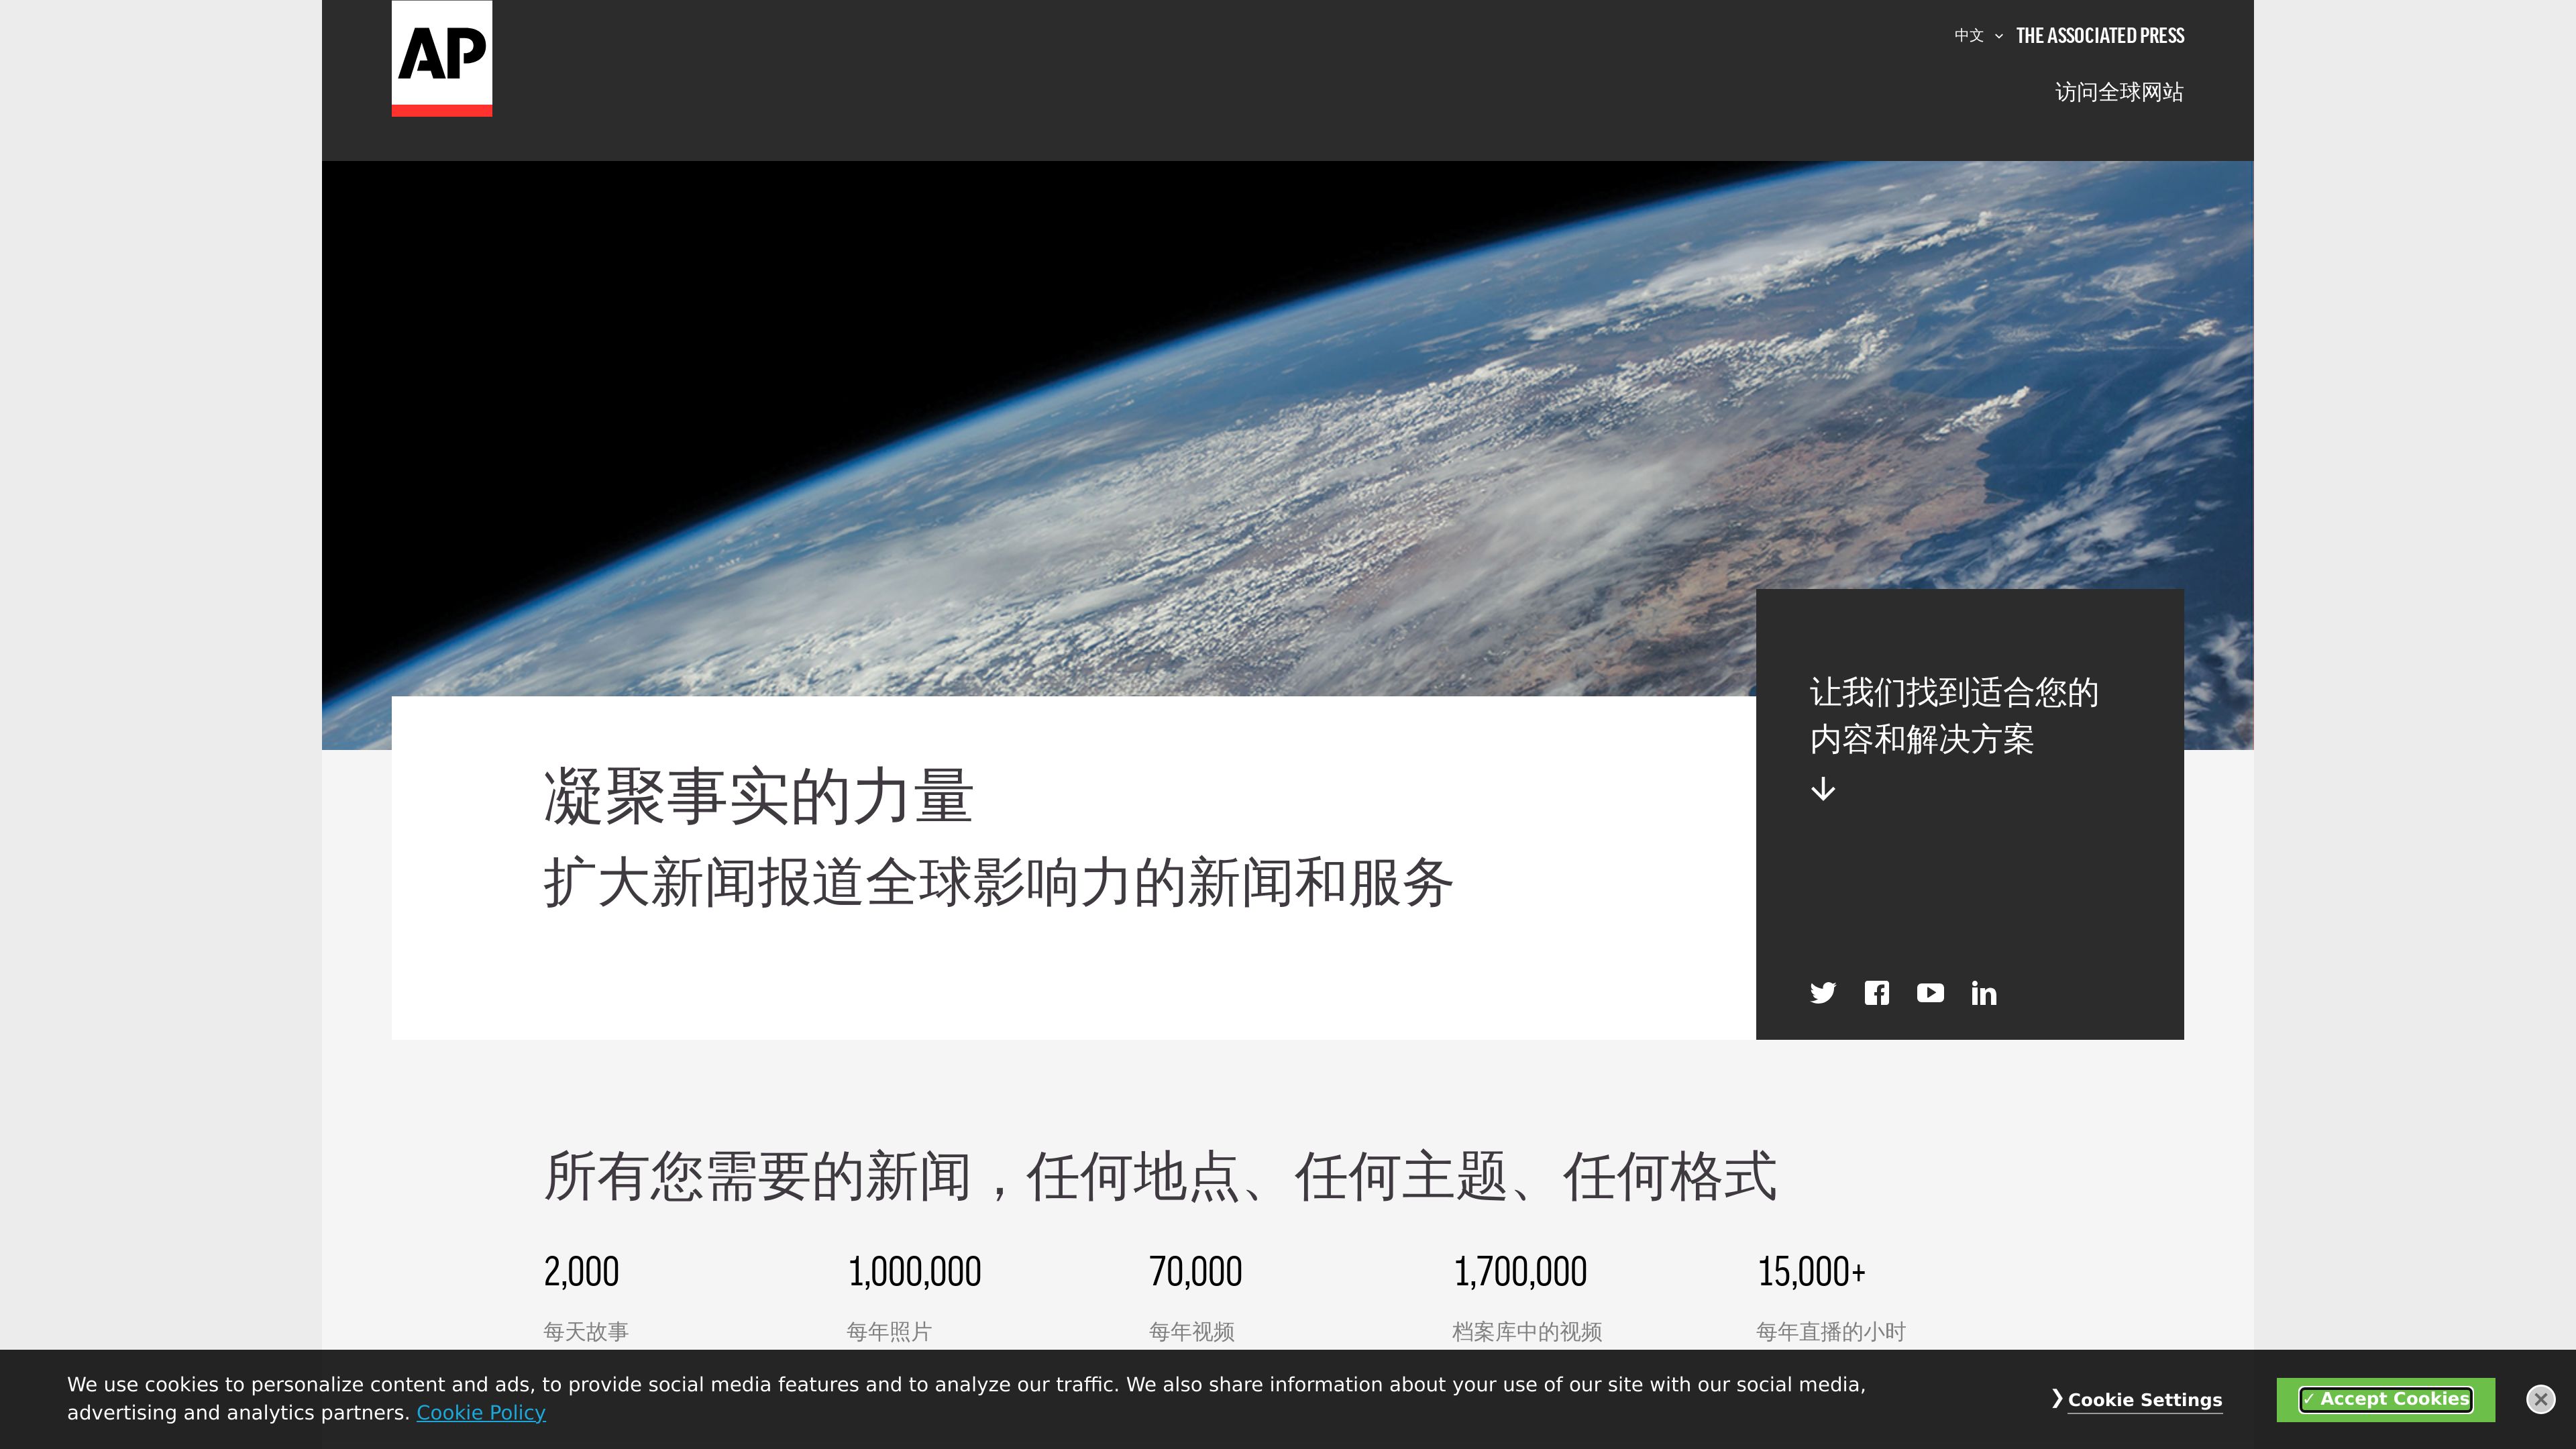 AP
中文
THE ASSOCIATED PRESS
访问全球网站
让我们找到适合您的
内容和解决方案
凝聚事实的力量
扩大新闻报道全球影响力的新闻和服务
所有您需要的新闻，任何地点、任何主题、任何格式
2,000
1,000,000
70,000
1,700,000
15,000+
每天故事
每年照片
每年视频
档案库中的视频
每年直播的小时
We use cookies to personalize content and ads, to provide social media features and to analyze our traffic. We also share information about your use of our site with our social media,
advertising and analytics partners. Cookie Policy
❯ Cookie Settings
✓ Accept Cookies